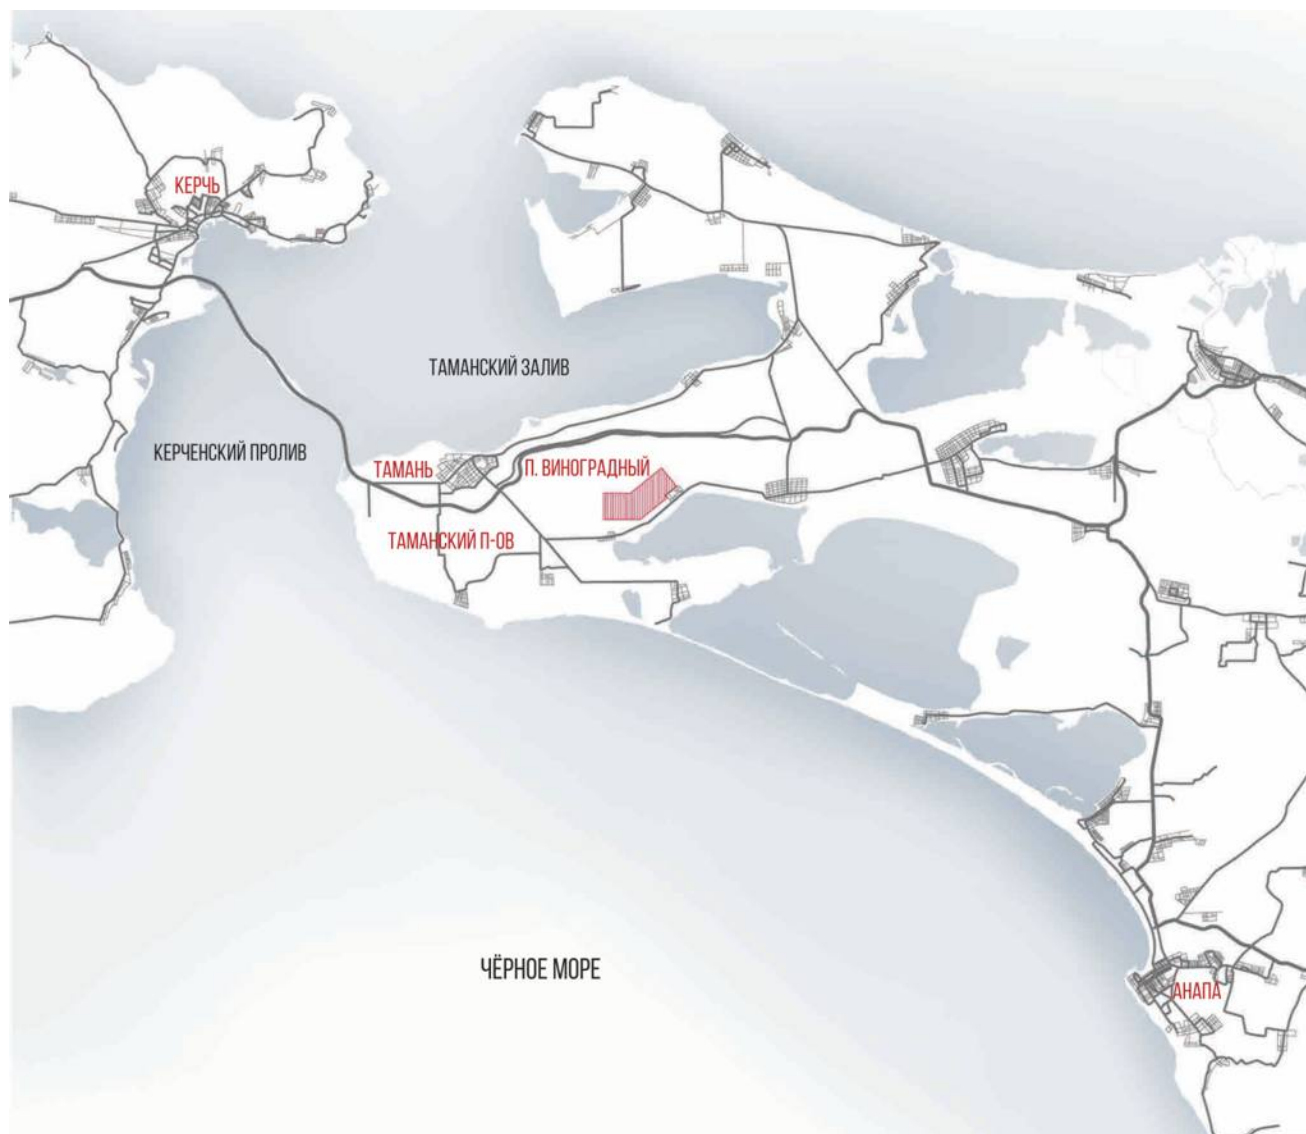 КЕРЧЬ
ТАМАНСКИЙ ЗАЛИВ
КЕРЧЕНСКИЙ ПРОЛИВ
ТАМАНЬ
П. ВИНОГРАДНЫЙ
ТАМАНСКИЙ П-ОВ
ЧЁРНОЕ МОРЕ
АНАПА